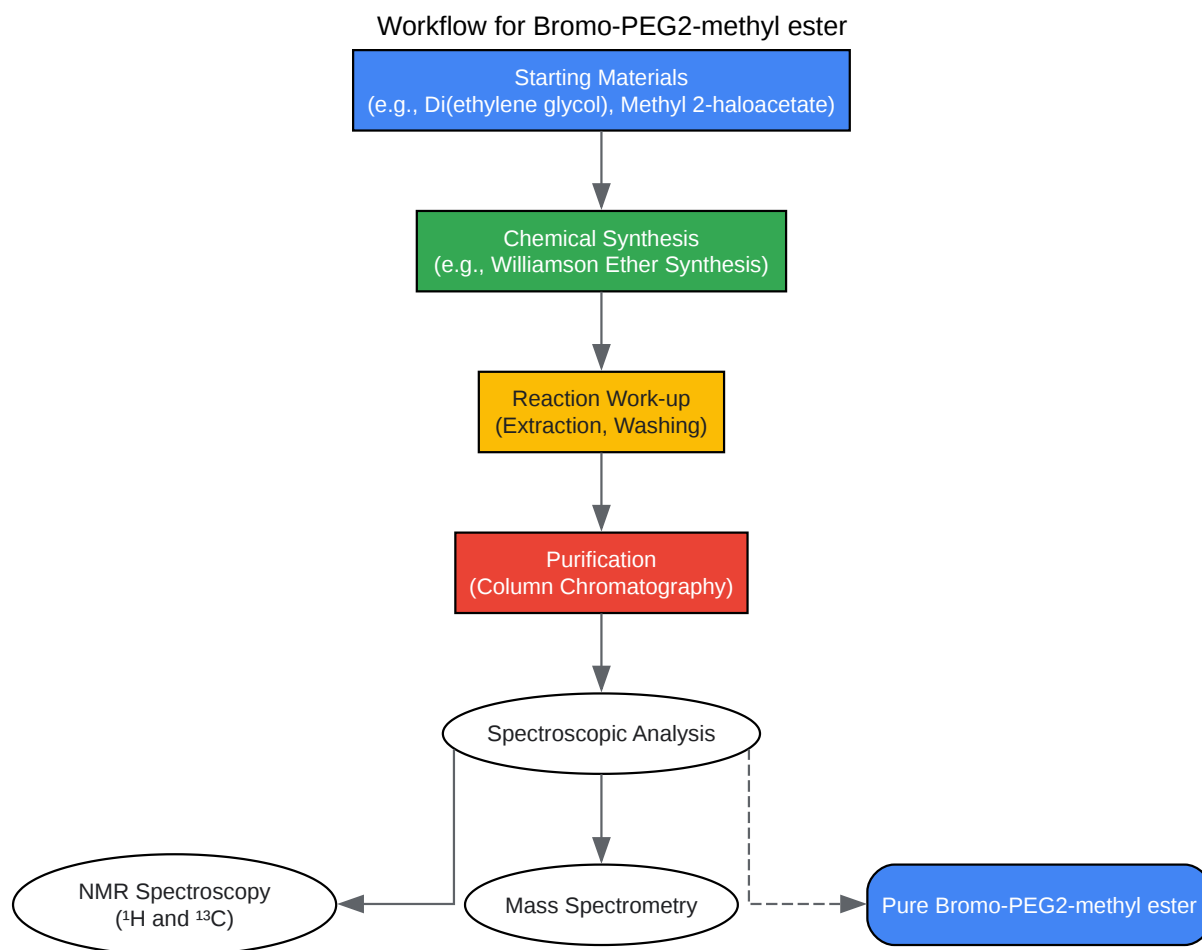 Workflow for Bromo-PEG2-methyl ester
Starting Materials
(e.g., Di(ethylene glycol), Methyl 2-haloacetate)
Chemical Synthesis
(e.g., Williamson Ether Synthesis)
Reaction Work-up
(Extraction, Washing)
Purification
(Column Chromatography)
Spectroscopic Analysis
NMR Spectroscopy
(¹H and ¹³C)
Mass Spectrometry
Pure Bromo-PEG2-methyl ester